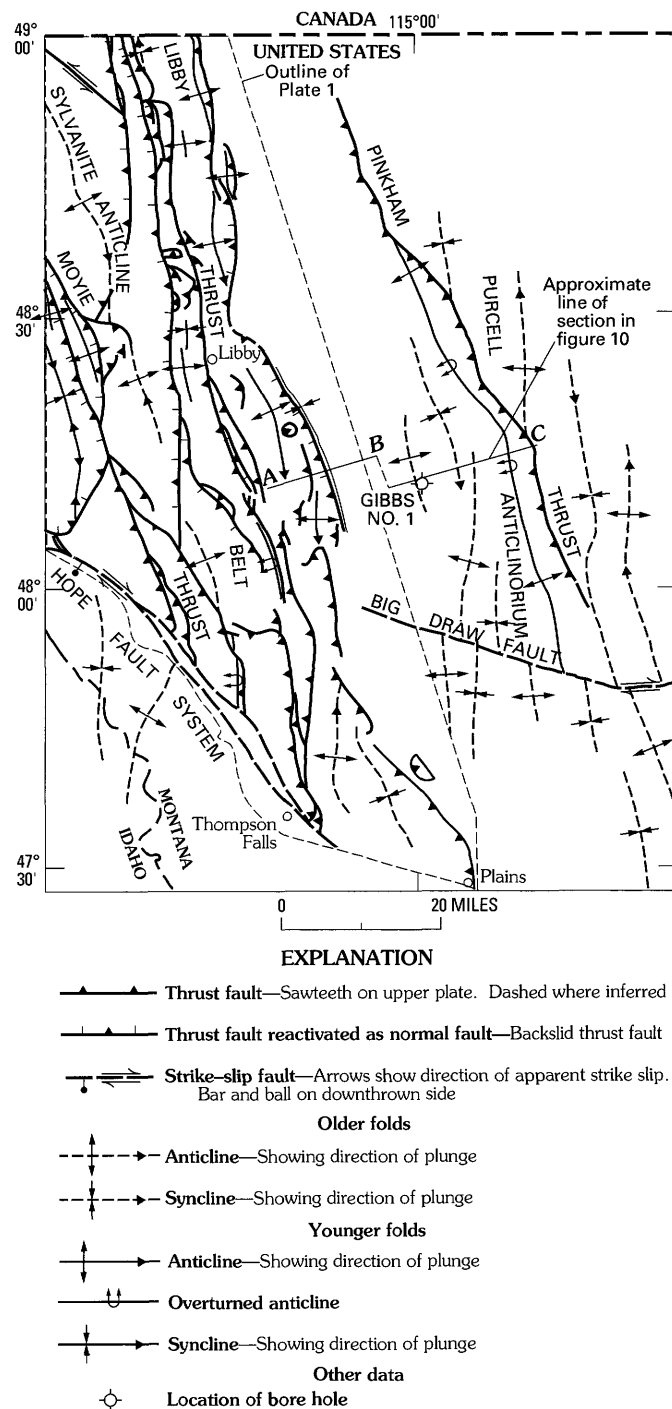 CANADA 115°00'
49°
00'
UNITED STATES
Outline of
Plate 1
LIBBY
THRUST
BELT
SYLVANITE
ANTICLINE
MOYIE
THRUST
PINKHAM
THRUST
PURCELL
ANTICLINORIUM
Approximate
line of
section in
figure 10
48°
30'
Libby
A
B
C
GIBBS
NO. 1
48°
00'
HOPE
FAULT
SYSTEM
BIG DRAW FAULT
MONTANA
IDAHO
Thompson
Falls
Plains
47°
30'
0 20 MILES
EXPLANATION
Thrust fault—Sawteeth on upper plate. Dashed where inferred
Thrust fault reactivated as normal fault—Backslid thrust fault
Strike-slip fault—Arrows show direction of apparent strike slip.
Bar and ball on downthrown side
Older folds
Anticline—Showing direction of plunge
Syncline—Showing direction of plunge
Younger folds
Anticline—Showing direction of plunge
Overturned anticline
Syncline—Showing direction of plunge
Other data
Location of bore hole